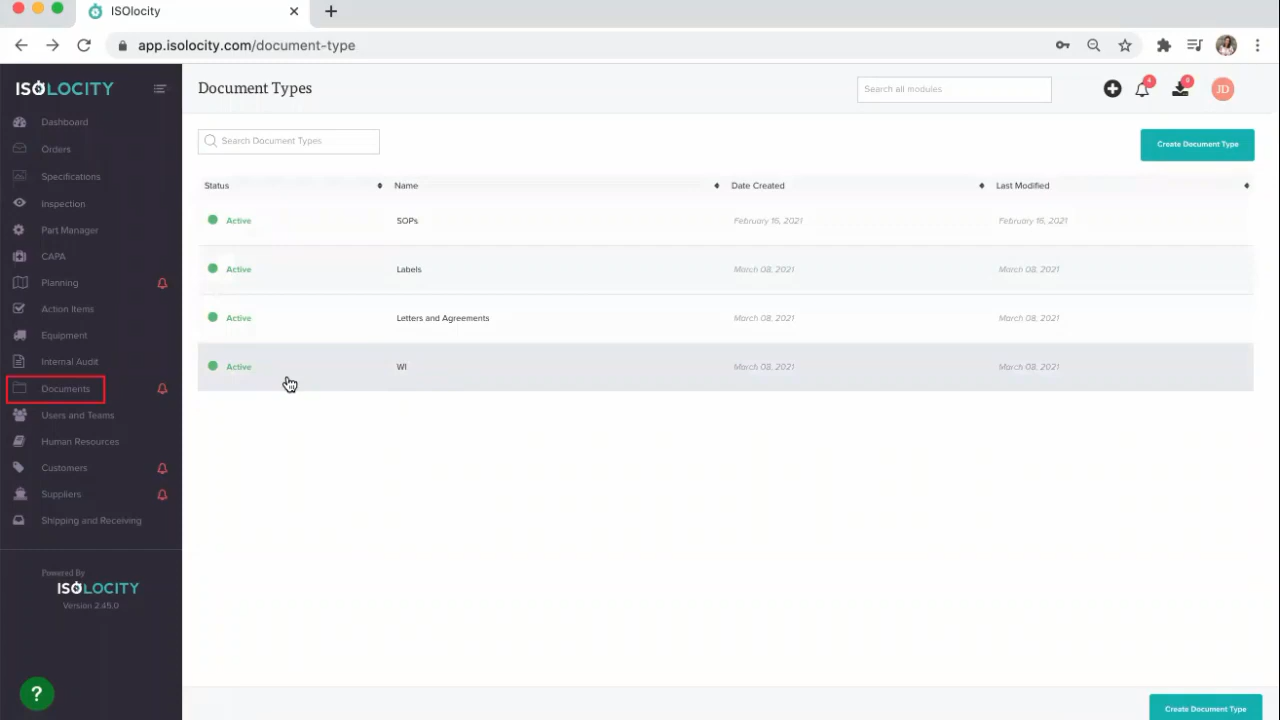 ISOlocity
app.isolocity.com/document-type
ISOLOCITY
Document Types
Search all modules
4
8
JD
Dashboard
Orders
Specifications
Inspection
Part Manager
CAPA
Planning
Action Items
Equipment
Internal Audit
Documents
Users and Teams
Human Resources
Customers
Suppliers
Shipping and Receiving
Powered By
ISOLOCITY
Version 2.45.0
?
Search Document Types
Create Document Type
Status Name Date Created Last Modified
Active SOPs February 16, 2021 February 16, 2021
Active Labels March 08, 2021 March 08, 2021
Active Letters and Agreements March 08, 2021 March 08, 2021
Active WI March 08, 2021 March 08, 2021
Create Document Type